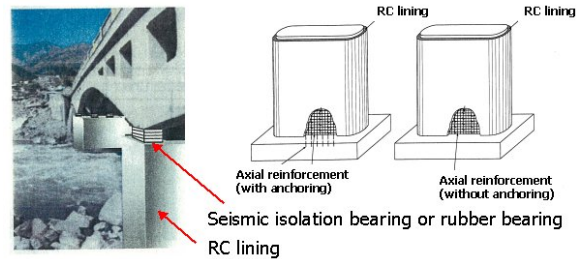 RC lining
RC lining
Axial reinforcement
(with anchoring)
Axial reinforcement
(without anchoring)
Seismic isolation bearing or rubber bearing
RC lining